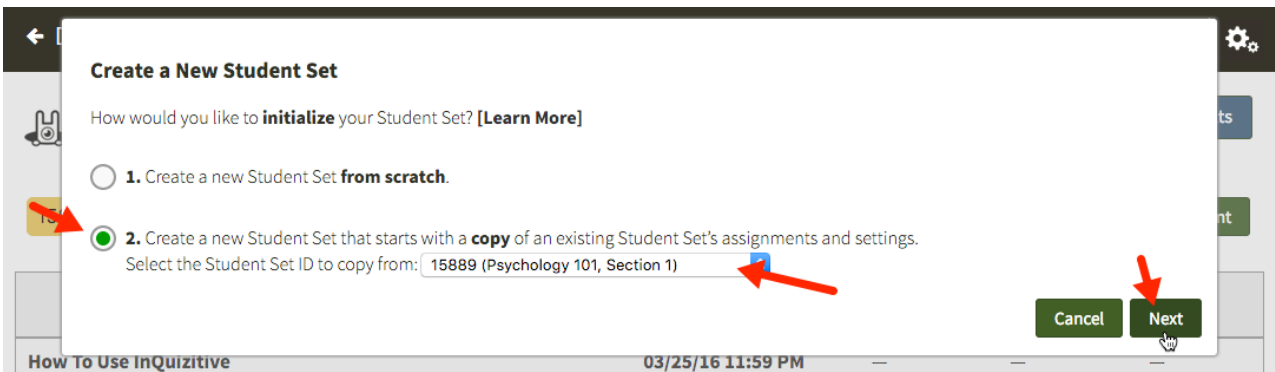 Create a New Student Set
How would you like to initialize your Student Set? [Learn More]
ts
1. Create a new Student Set from scratch.
nt
2. Create a new Student Set that starts with a copy of an existing Student Set's assignments and settings.
Select the Student Set ID to copy from: 15889 (Psychology 101, Section 1)
Cancel Next
How To Use InQuizitive 03/25/16 11:59 PM — — —